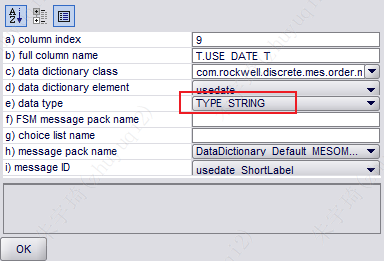 a) column index 9
b) full column name T.USE_DATE_T
c) data dictionary class com.rockwell.discrete.mes.order.n
d) data dictionary element usedate
e) data type TYPE_STRING
f) FSM message pack name
g) choice list name
h) message pack name DataDictionary_Default_MESOM...
i) message ID usedate_ShortLabel
OK